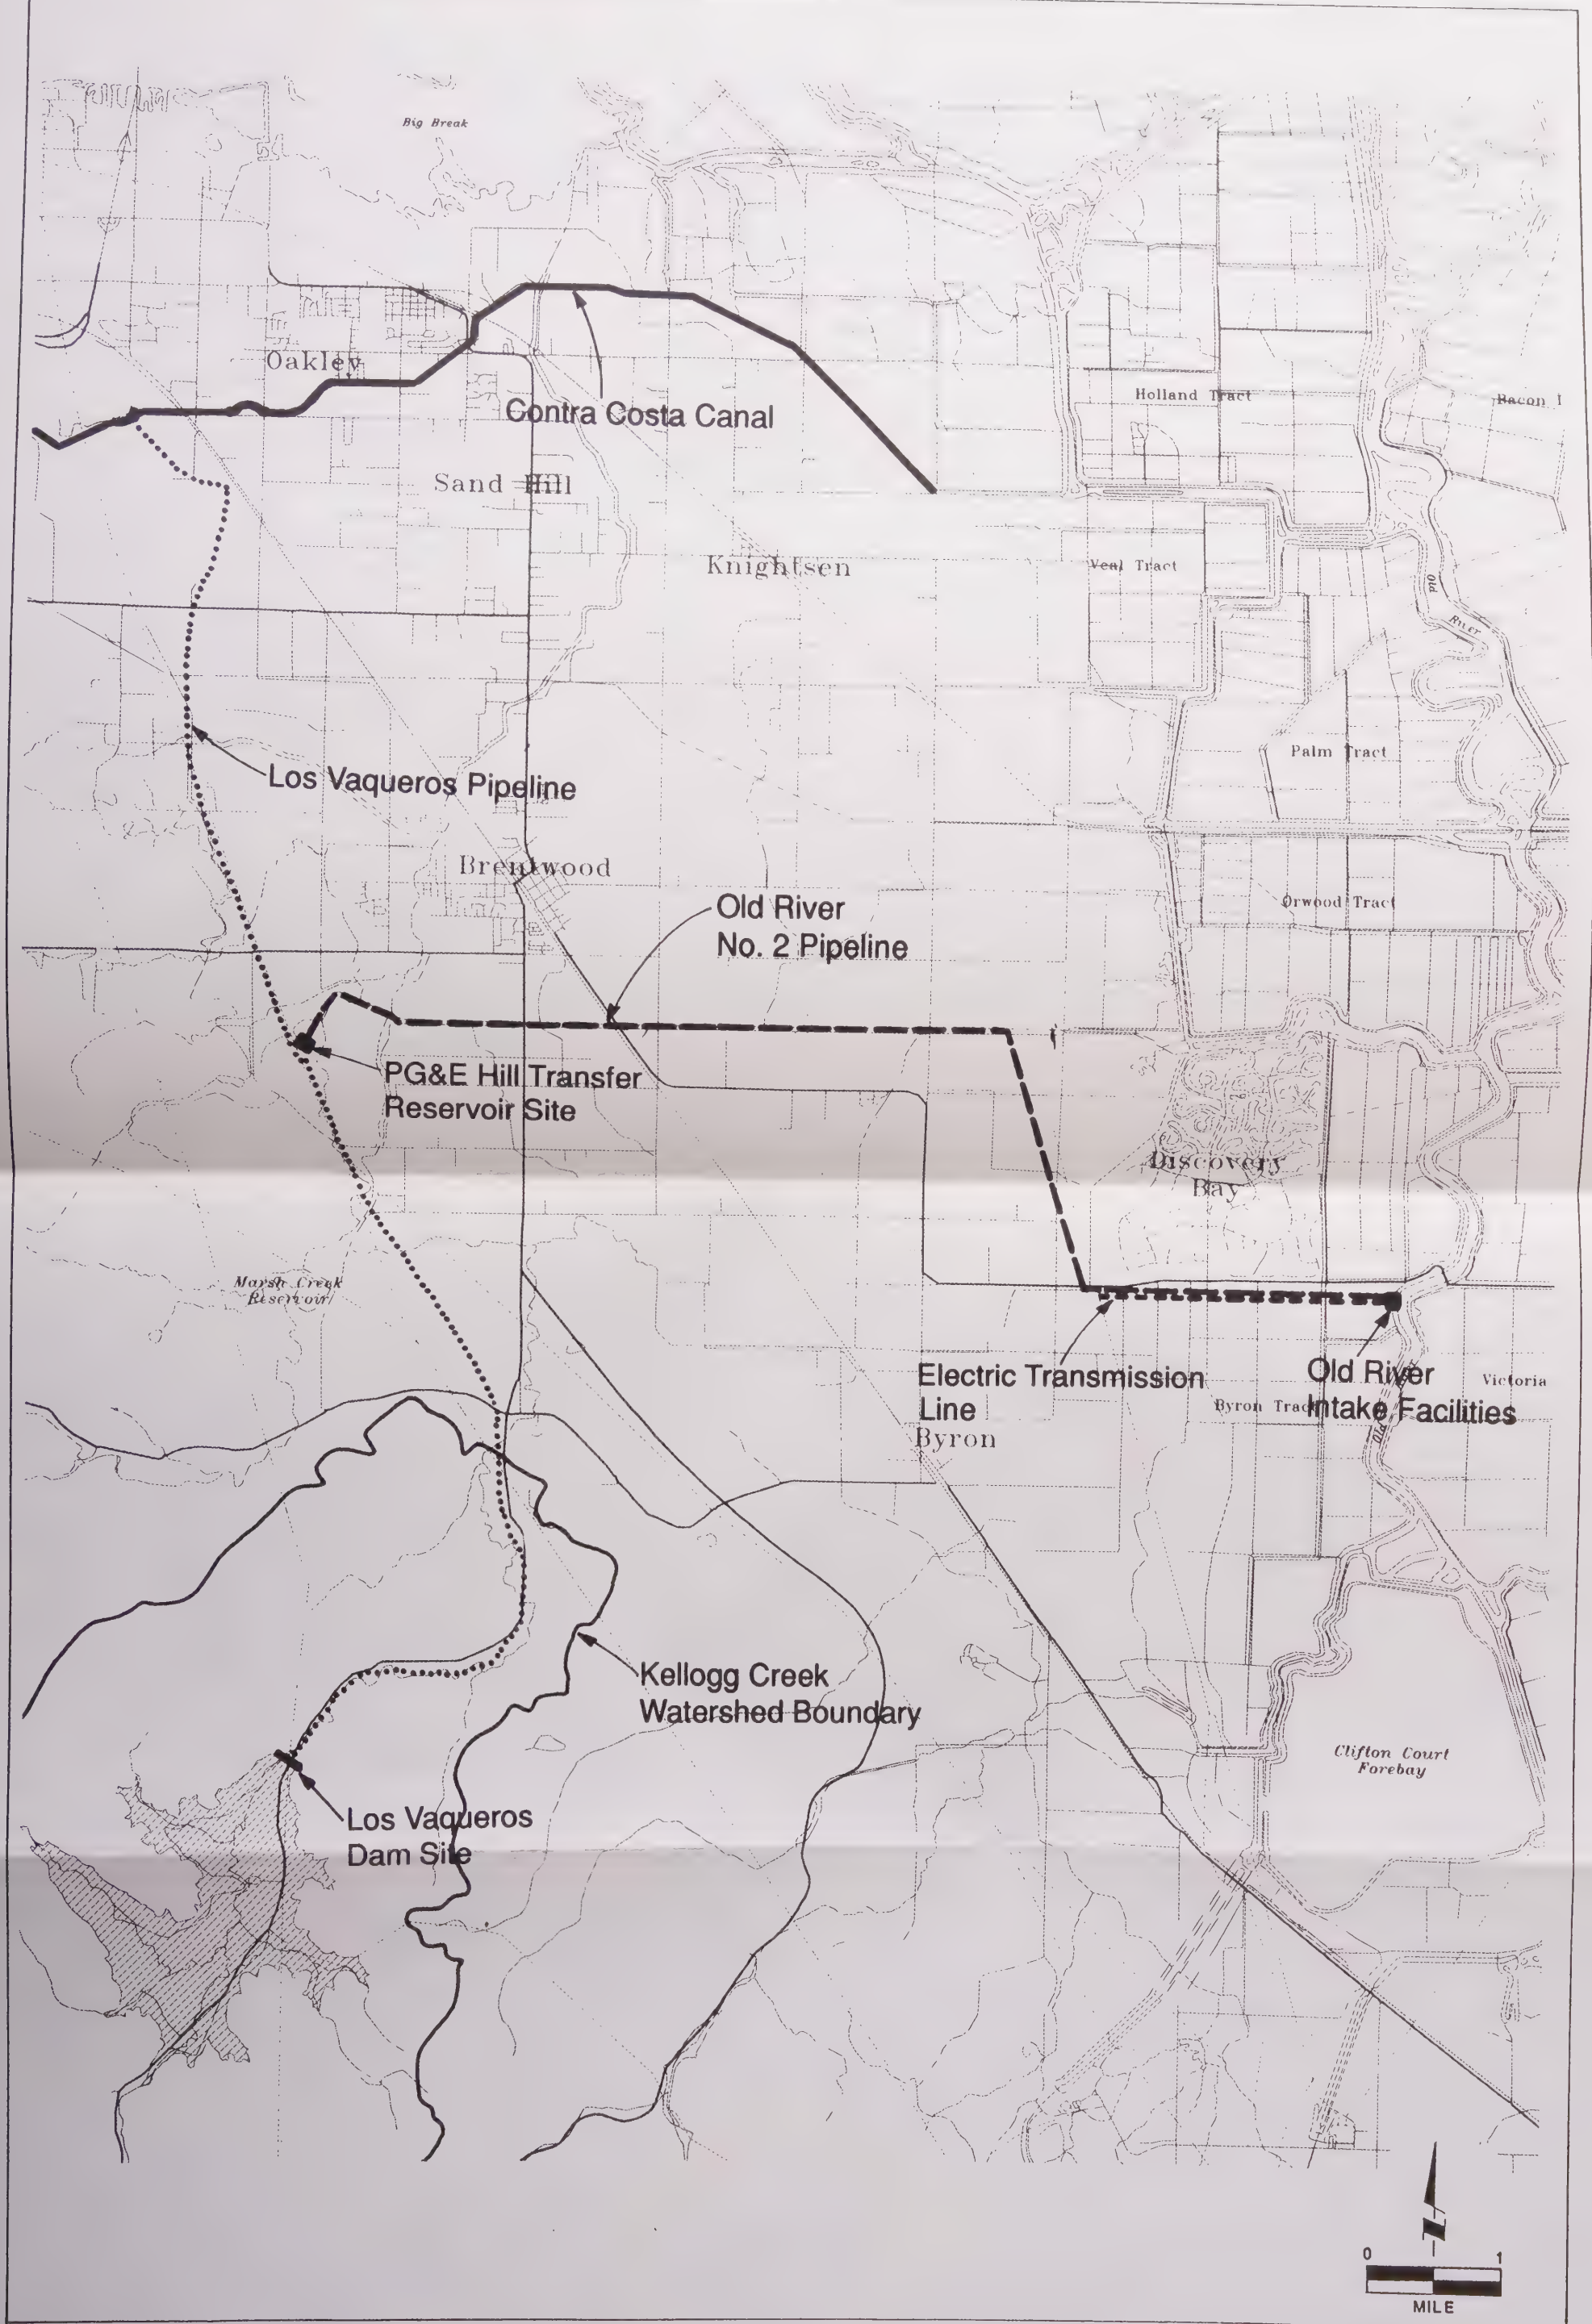 Big Break
Oakley
Contra Costa Canal
Holland Tract
Bacon I
Sand Hill
Knightsen
Veal Tract
Old
River
Palm Tract
Los Vaqueros Pipeline
Brentwood
Old River
No. 2 Pipeline
Orwood Tract
PG&E Hill Transfer
Reservoir Site
Discovery
Bay
Marsh Creek
Reservoir
Electric Transmission
Line
Old River
Intake Facilities
Victoria
Byron Tract
Old
Byron
Kellogg Creek
Watershed Boundary
Clifton Court
Forebay
Los Vaqueros
Dam Site
N
0 1
MILE